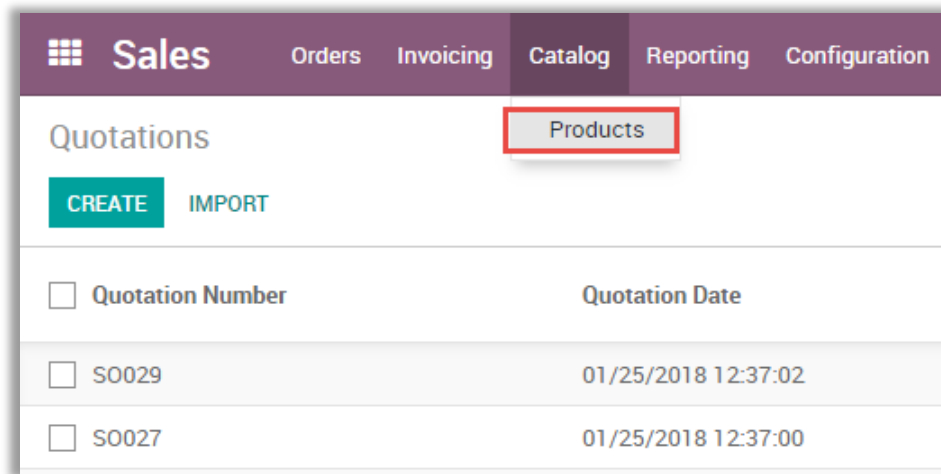 Sales Orders Invoicing Catalog Reporting Configuration
Quotations Products
CREATE IMPORT
Quotation Number Quotation Date
SO029 01/25/2018 12:37:02
SO027 01/25/2018 12:37:00